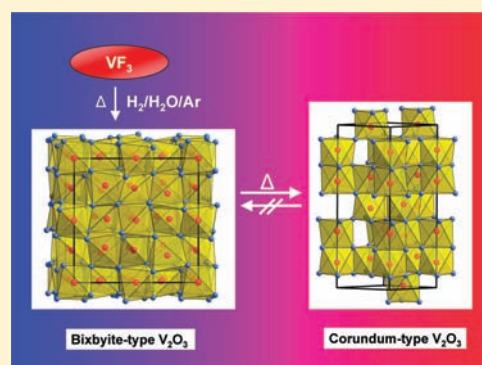 VF₃
Δ H₂/H₂O/Ar
Δ
Bixbyite-type V₂O₃
Corundum-type V₂O₃